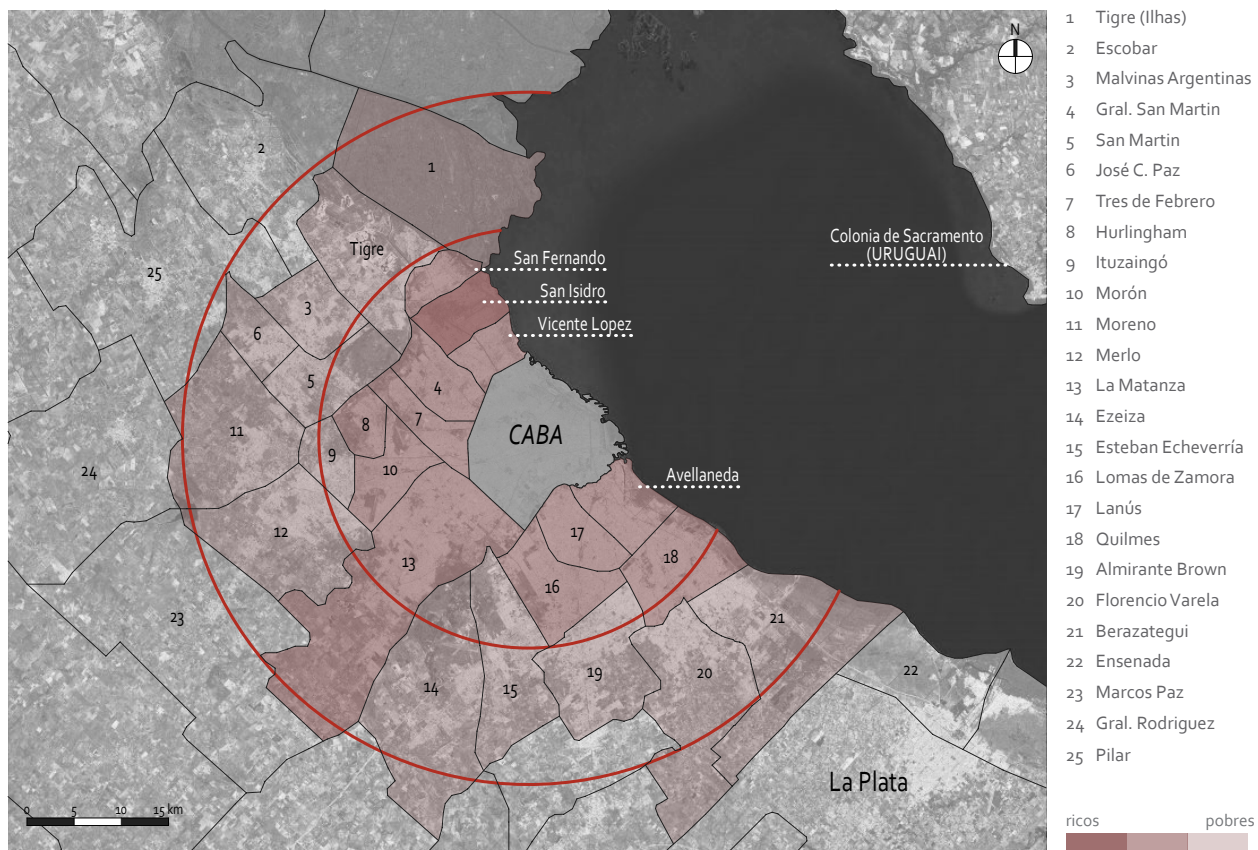 N
1
2
Tigre
25
San Fernando
San Isidro
Vicente Lopez
Colonia de Sacramento
(URUGUAI)
3
6
5
4
7
8
CABA
11
9
10
24
Avellaneda
12
17
13
18
16
23
21
14
15
19
20
22
La Plata
0 5 10 15 km
1 Tigre (Ilhas)
2 Escobar
3 Malvinas Argentinas
4 Gral. San Martin
5 San Martin
6 José C. Paz
7 Tres de Febrero
8 Hurlingham
9 Ituzaingó
10 Morón
11 Moreno
12 Merlo
13 La Matanza
14 Ezeiza
15 Esteban Echeverría
16 Lomas de Zamora
17 Lanús
18 Quilmes
19 Almirante Brown
20 Florencio Varela
21 Berazategui
22 Ensenada
23 Marcos Paz
24 Gral. Rodriguez
25 Pilar
ricos pobres